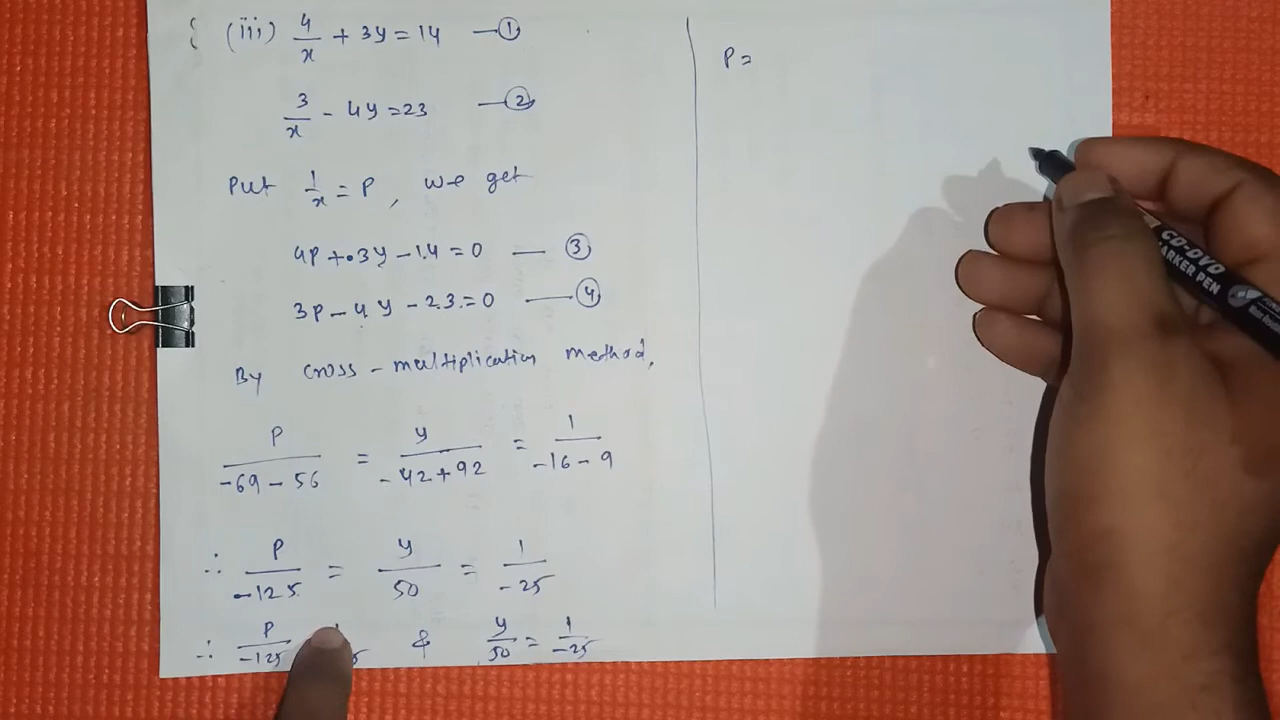 (iii) 4/x + 3y = 14 —①
3/x - 4y = 23 —②
Put 1/x = P, we get
4P + 3y - 14 = 0 —③
3P - 4y - 23 = 0 —④
By cross-multiplication method,
P/-69-56 = y/-42+92 = 1/-16-9
∴ P/-125 = y/50 = 1/-25
∴ P/-125 & y/50 = 1/-25
P =
CD-DVD
MARKER PEN